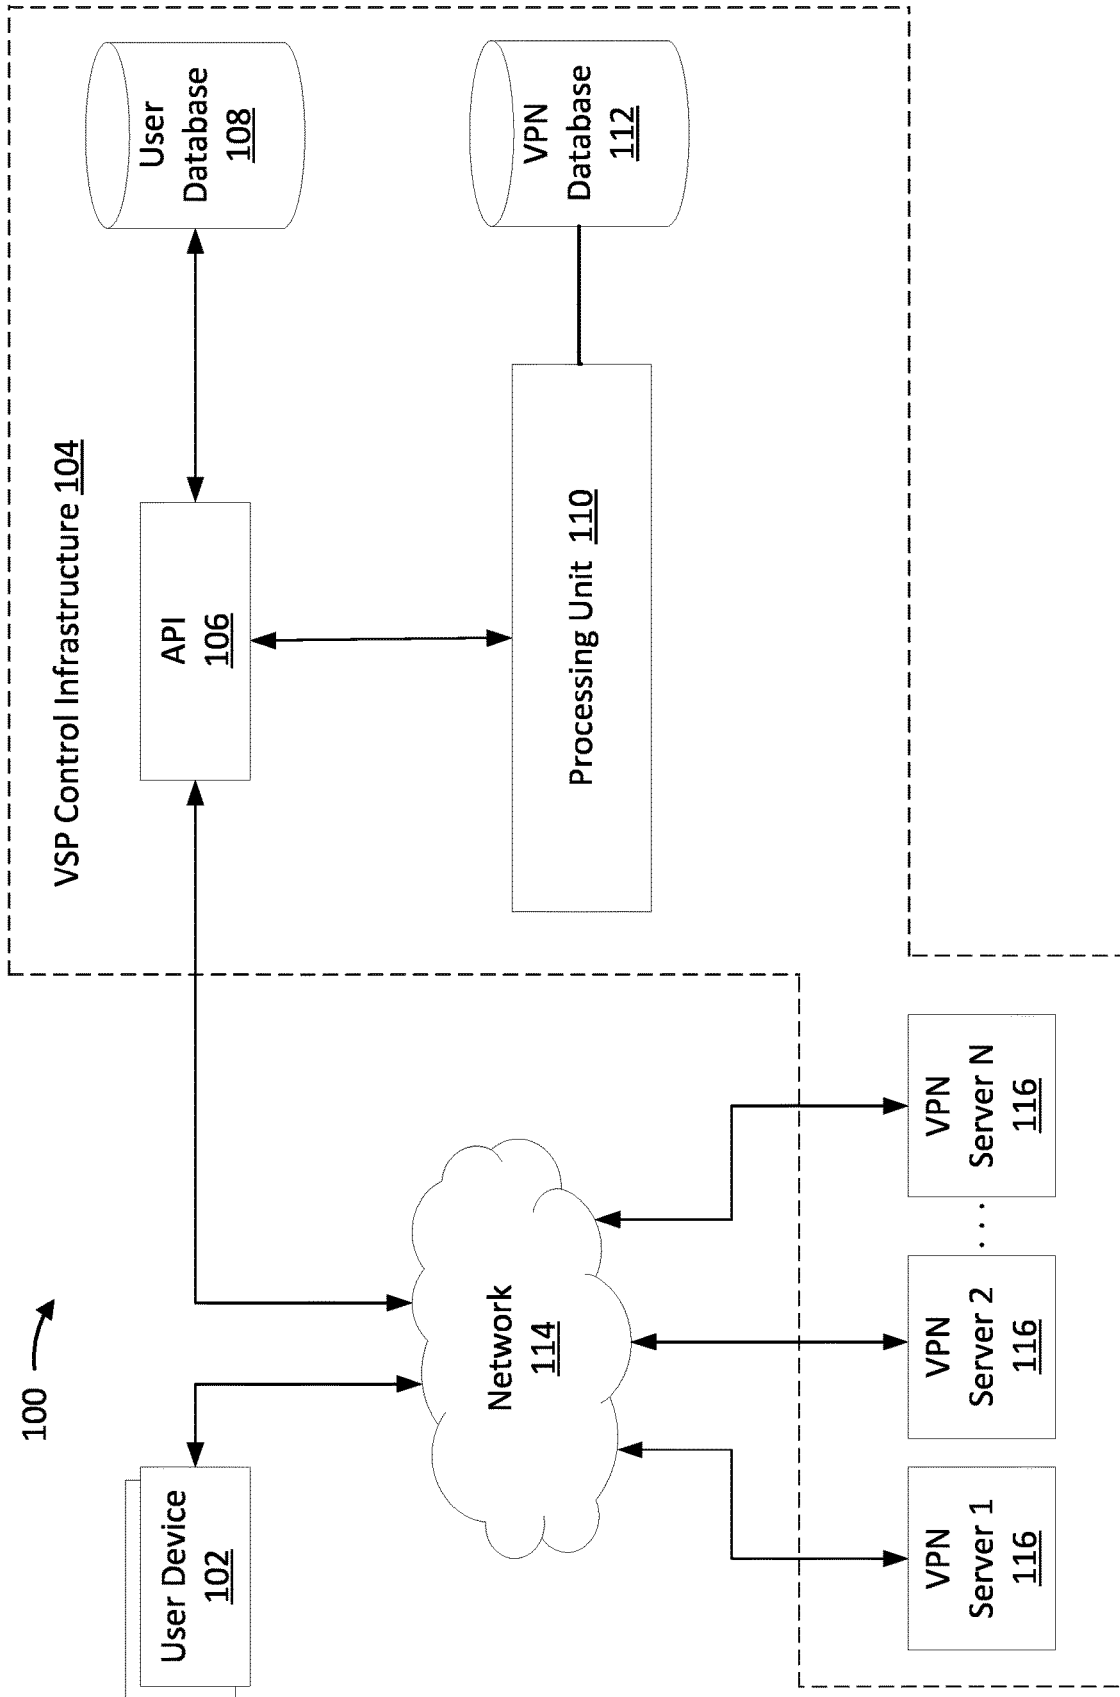 100
User Device
102
VSP Control Infrastructure 104
API
106
User
Database
108
Processing Unit 110
VPN
Database
112
Network
114
VPN
Server 1
116
VPN
Server 2
116
. . .
VPN
Server N
116